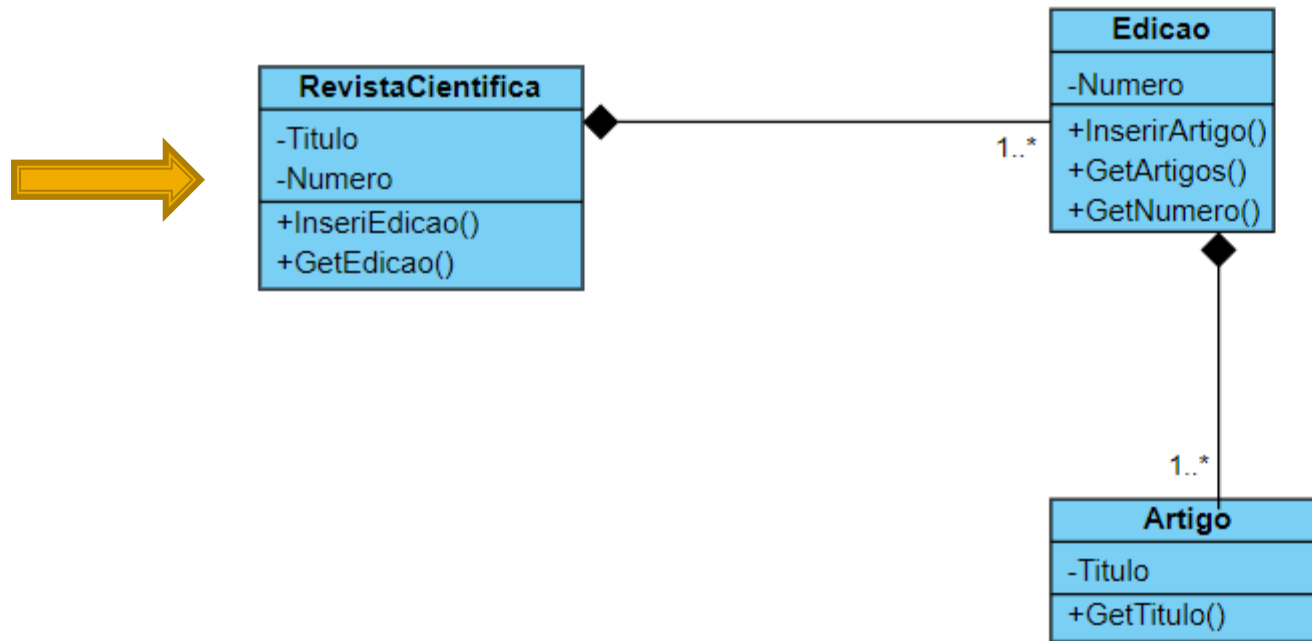 RevistaCientifica
-Titulo
-Numero
+InseriEdicao()
+GetEdicao()
1..*
Edicao
-Numero
+InserirArtigo()
+GetArtigos()
+GetNumero()
1..*
Artigo
-Titulo
+GetTitulo()